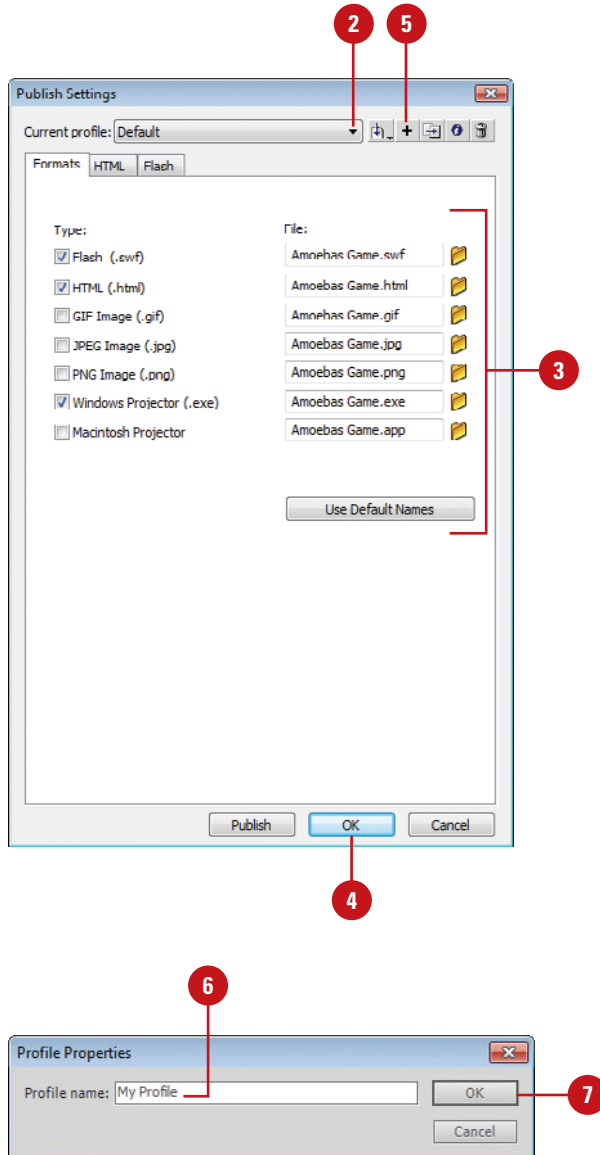 2 5
Publish Settings
Current profile: Default
Formats HTML Flash
Type: File:
Flash (.swf) Amoebas Game.swf
HTML (.html) Amoebas Game.html
GIF Image (.gif) Amoebas Game.gif
JPEG Image (.jpg) Amoebas Game.jpg
PNG Image (.png) Amoebas Game.png
3
Windows Projector (.exe) Amoebas Game.exe
Macintosh Projector Amoebas Game.app
Use Default Names
Publish OK Cancel
4
6
Profile Properties
Profile name: My Profile OK
7
Cancel